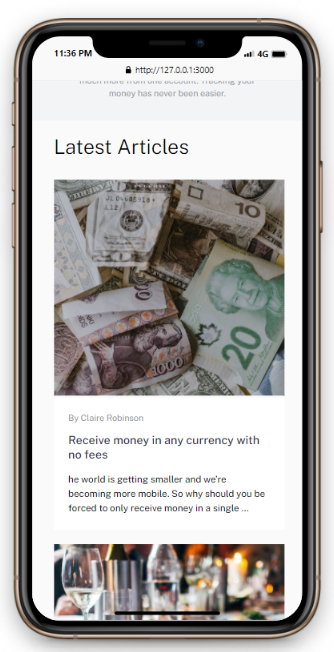 11:36 PM
4G
http://127.0.0.1:3000
much more from one account. Tracking your
money has never been easier.
Latest Articles
10
20
1000
By Claire Robinson
Receive money in any currency with
no fees
he world is getting smaller and we're
becoming more mobile. So why should you be
forced to only receive money in a single ...